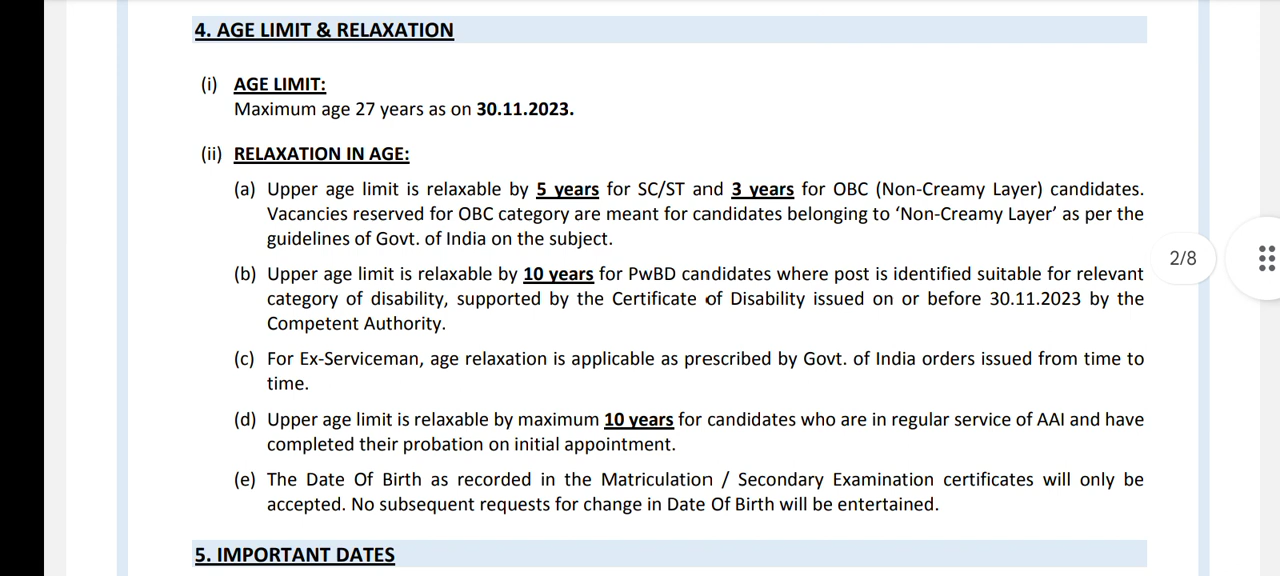 4. AGE LIMIT & RELAXATION
(i) AGE LIMIT:
Maximum age 27 years as on 30.11.2023.
(ii) RELAXATION IN AGE:
(a) Upper age limit is relaxable by 5 years for SC/ST and 3 years for OBC (Non-Creamy Layer) candidates.
Vacancies reserved for OBC category are meant for candidates belonging to ‘Non-Creamy Layer’ as per the
guidelines of Govt. of India on the subject.
(b) Upper age limit is relaxable by 10 years for PwBD candidates where post is identified suitable for relevant
category of disability, supported by the Certificate of Disability issued on or before 30.11.2023 by the
Competent Authority.
2/8
(c) For Ex-Serviceman, age relaxation is applicable as prescribed by Govt. of India orders issued from time to
time.
(d) Upper age limit is relaxable by maximum 10 years for candidates who are in regular service of AAI and have
completed their probation on initial appointment.
(e) The Date Of Birth as recorded in the Matriculation / Secondary Examination certificates will only be
accepted. No subsequent requests for change in Date Of Birth will be entertained.
5. IMPORTANT DATES